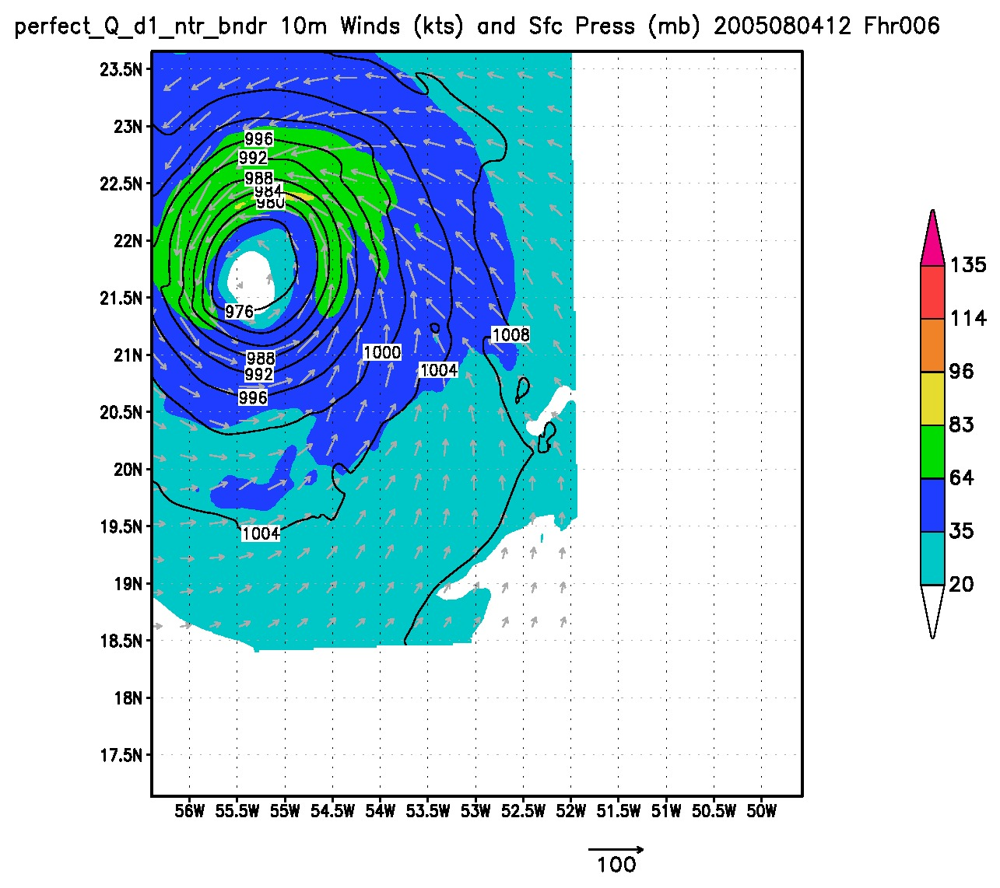 perfect_Q_d1_ntr_bndr 10m Winds (kts) and Sfc Press (mb) 2005080412 Fhr006
23.5N
23N
22.5N
22N
21.5N
21N
20.5N
20N
19.5N
19N
18.5N
18N
17.5N
996
992
988
984
980
976
988
992
996
1000
1004
1008
1004
56W 55.5W 55W 54.5W 54W 53.5W 53W 52.5W 52W 51.5W 51W 50.5W 50W
100
135
114
96
83
64
35
20